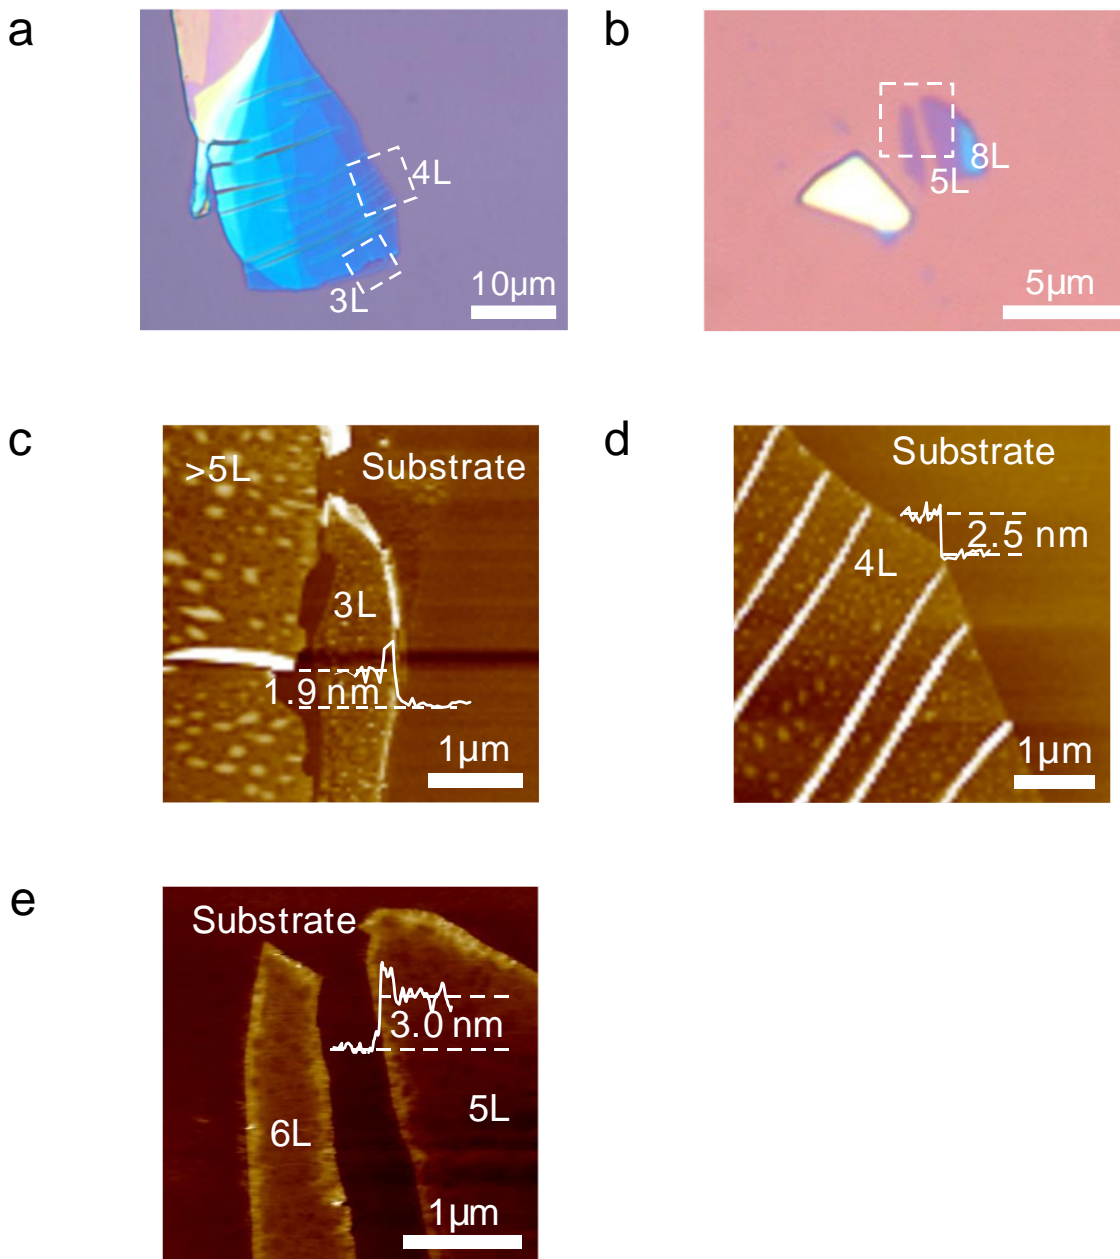 a
4L
3L
10µm
b
8L
5L
5µm
c
>5L
Substrate
3L
1.9 nm
1µm
d
Substrate
2.5 nm
4L
1µm
e
Substrate
3.0 nm
5L
6L
1µm